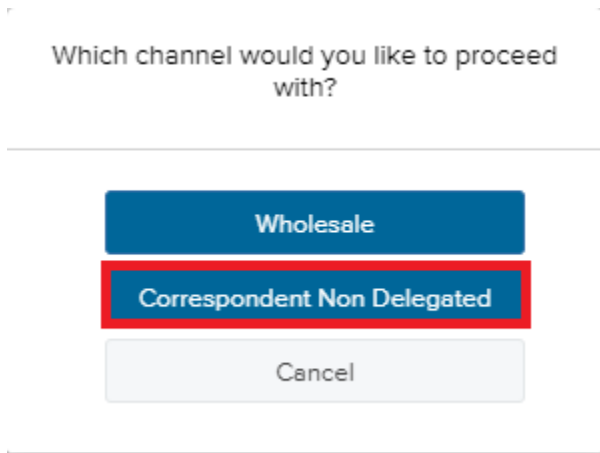 Which channel would you like to proceed
with?
Wholesale
Correspondent Non Delegated
Cancel